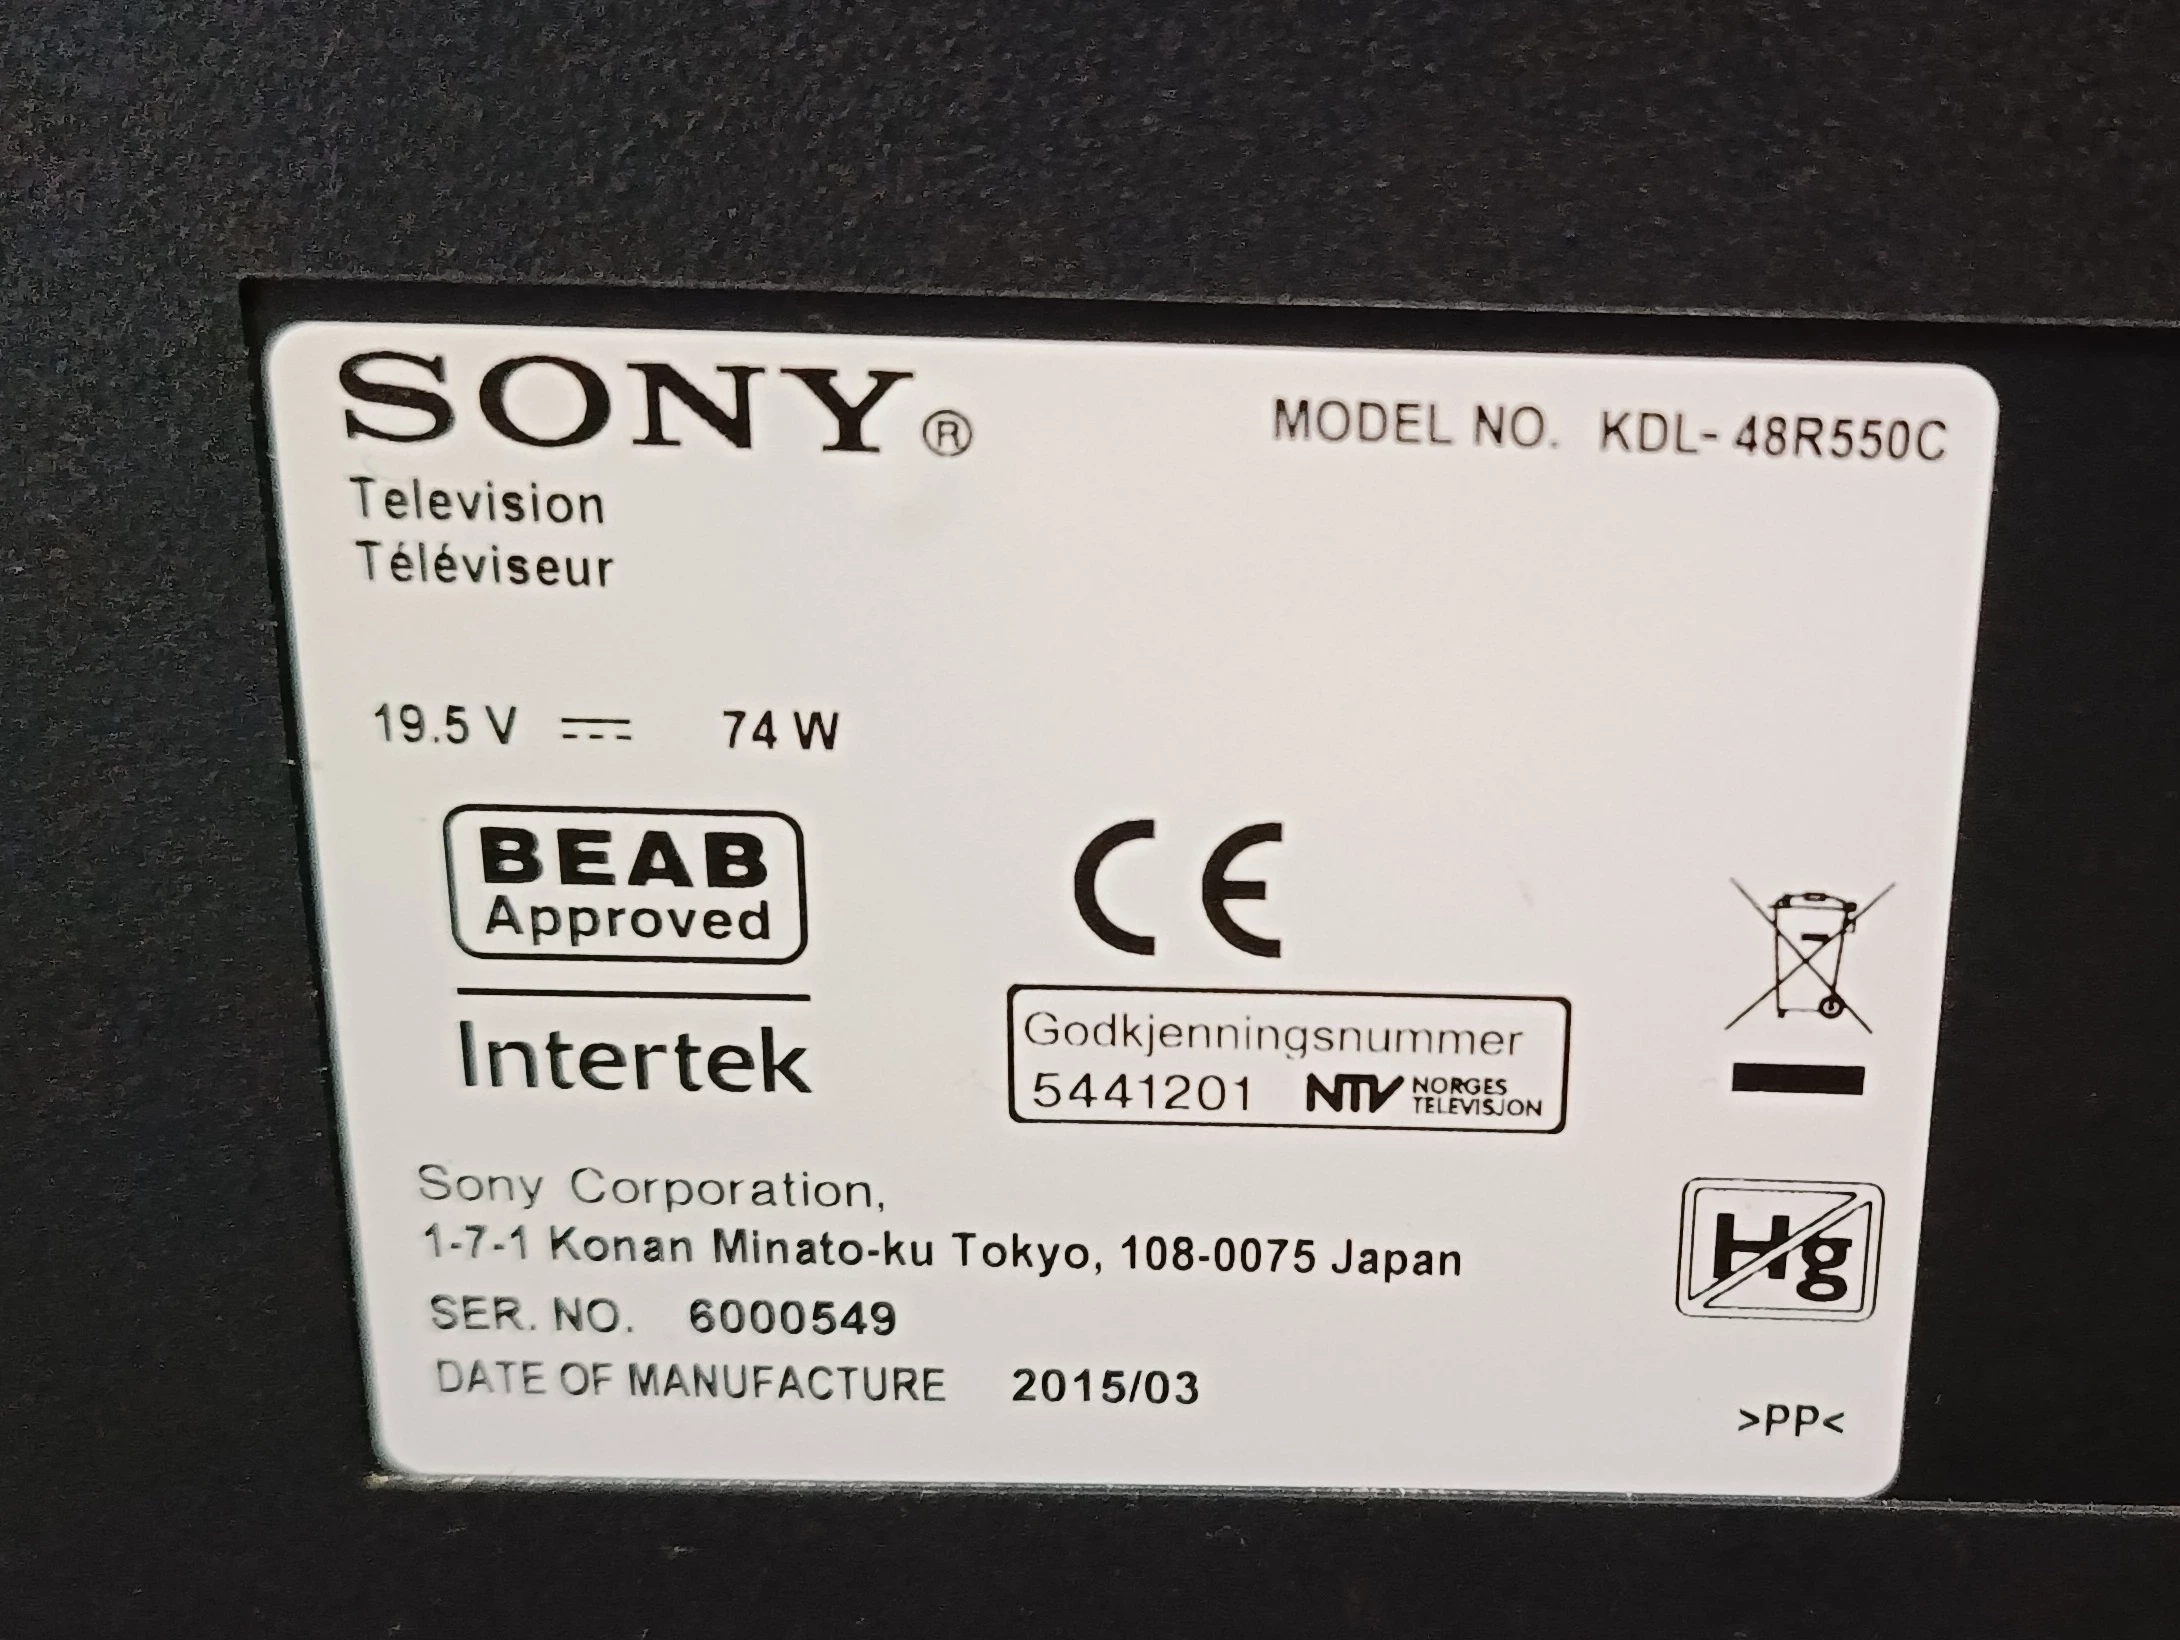 SONY®
MODEL NO. KDL-48R550C
Television
Téléviseur
19.5 V 74 W
BEAB
Approved
Intertek
CE
Godkjenningsnummer
5441201 NTV NORGES
TELEVISJON
Sony Corporation,
1-7-1 Konan Minato-ku Tokyo, 108-0075 Japan
Hg
SER. NO. 6000549
DATE OF MANUFACTURE 2015/03
>PP<